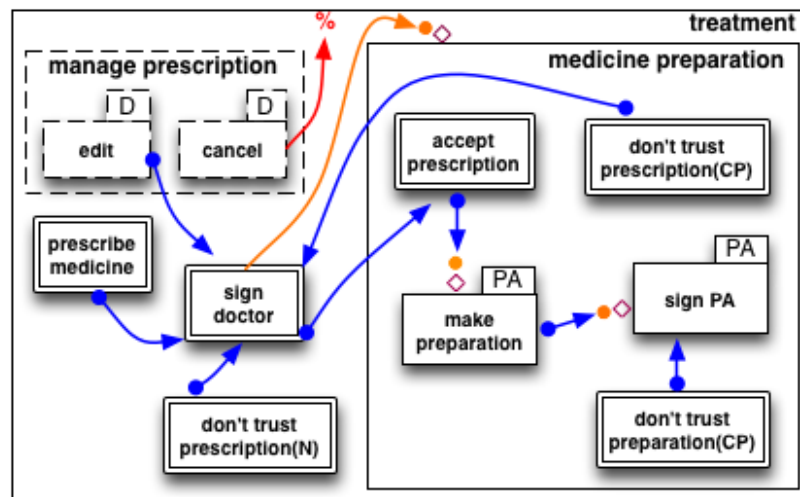 %
treatment
manage prescription
medicine preparation
D
D
edit
cancel
accept
prescription
don't trust
prescription(CP)
prescribe
medicine
sign
doctor
PA
make
preparation
PA
sign PA
don't trust
prescription(N)
don't trust
preparation(CP)